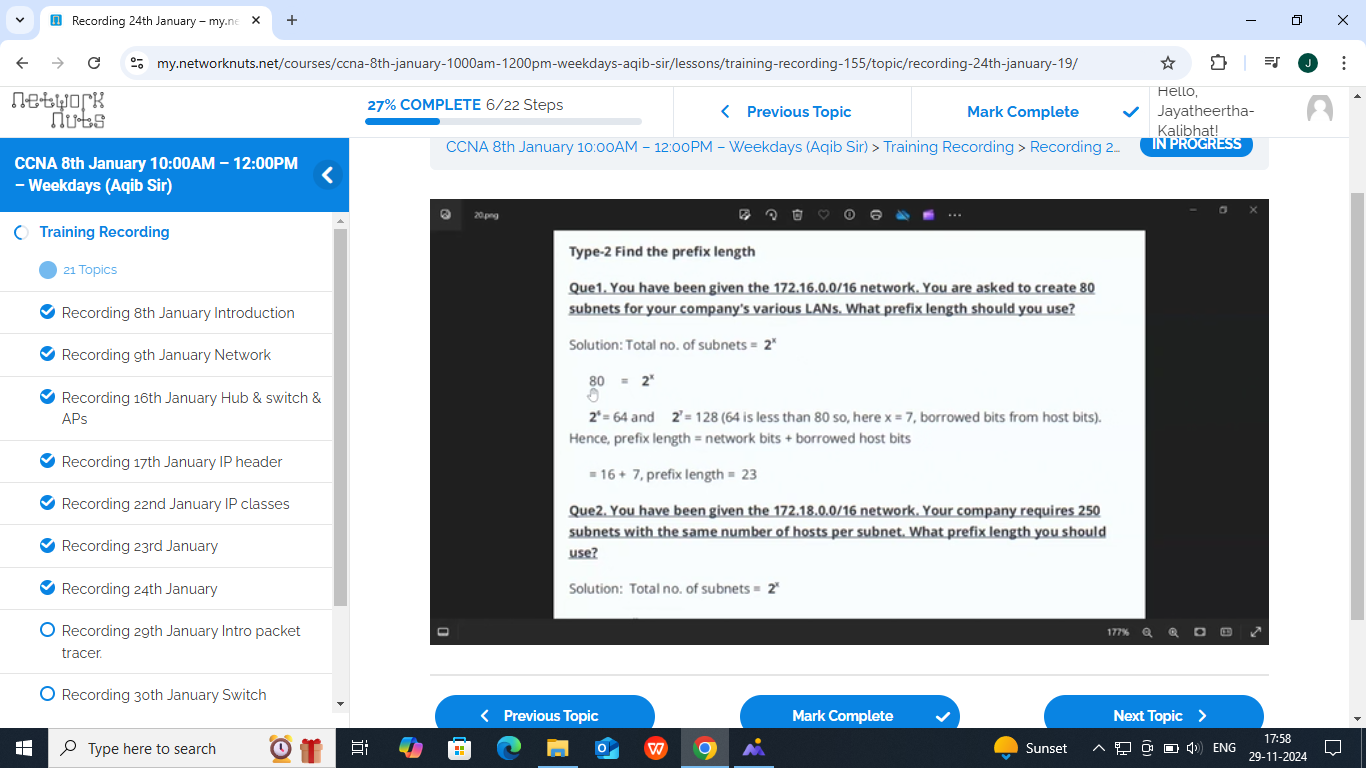 Recording 24th January – my.ne
my.networknuts.net/courses/ccna-8th-january-1000am-1200pm-weekdays-aqib-sir/lessons/training-recording-155/topic/recording-24th-january-19/
J
Network
Nuts
27% COMPLETE 6/22 Steps
Previous Topic
Mark Complete
Hello,
Jayatheertha-
Kalibhat!
CCNA 8th January 10:00AM – 12:00PM
– Weekdays (Aqib Sir)
Training Recording
21 Topics
Recording 8th January Introduction
Recording 9th January Network
Recording 16th January Hub & switch &
APs
Recording 17th January IP header
Recording 22nd January IP classes
Recording 23rd January
Recording 24th January
Recording 29th January Intro packet
tracer.
Recording 30th January Switch
CCNA 8th January 10:00AM – 12:00PM – Weekdays (Aqib Sir) > Training Recording > Recording 2...
IN PROGRESS
20.png
Type-2 Find the prefix length
Que1. You have been given the 172.16.0.0/16 network. You are asked to create 80
subnets for your company's various LANs. What prefix length should you use?
Solution: Total no. of subnets = 2ˣ
80 = 2ˣ
2⁶ = 64 and 2⁷ = 128 (64 is less than 80 so, here x = 7, borrowed bits from host bits).
Hence, prefix length = network bits + borrowed host bits
= 16 + 7, prefix length = 23
Que2. You have been given the 172.18.0.0/16 network. Your company requires 250
subnets with the same number of hosts per subnet. What prefix length you should
use?
Solution: Total no. of subnets = 2ˣ
177%
Previous Topic
Mark Complete
Next Topic
Type here to search
Sunset
ENG
17:58
29-11-2024